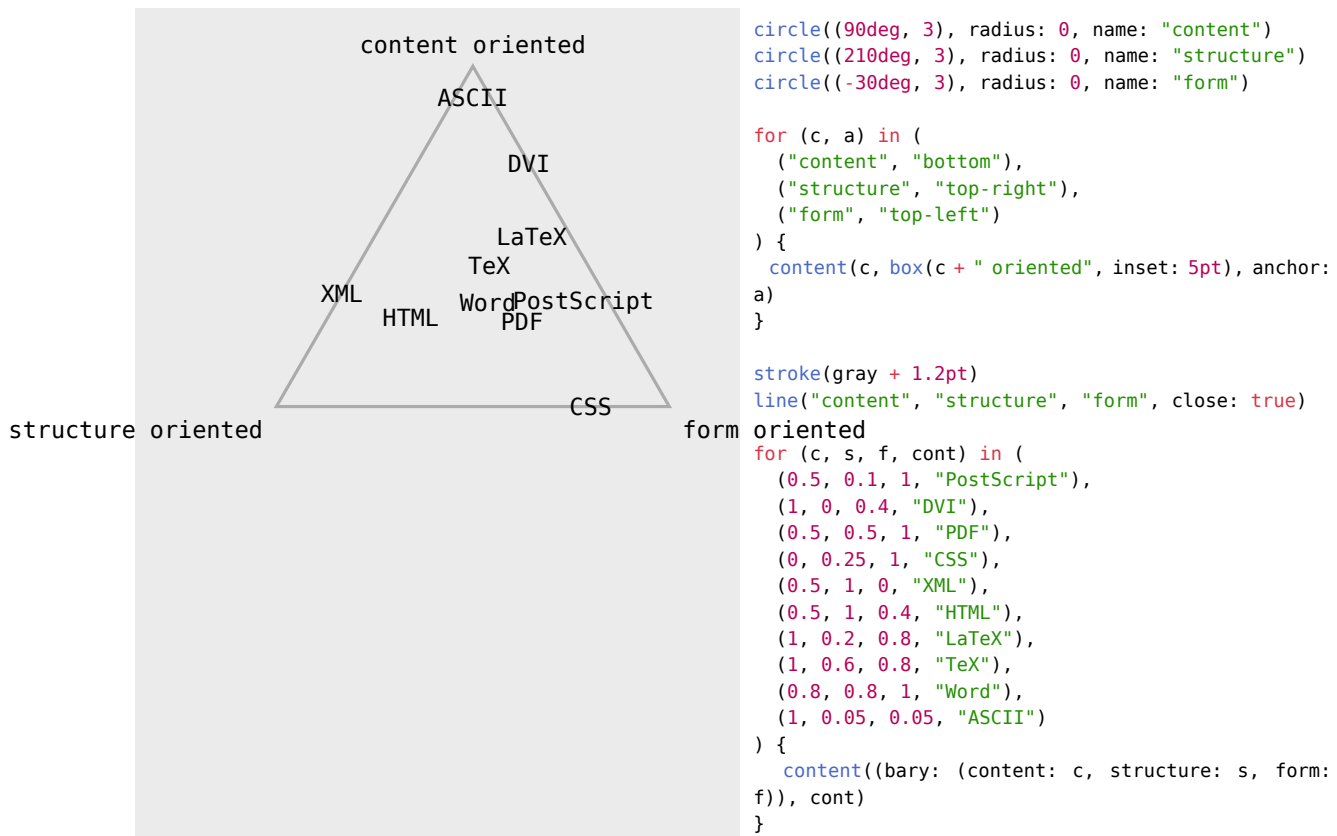 content oriented
ASCII
DVI
LaTeX
TeX
XML
Word
PostScript
HTML
PDF
CSS
structure oriented
form oriented
circle((90deg, 3), radius: 0, name: "content")
circle((210deg, 3), radius: 0, name: "structure")
circle((-30deg, 3), radius: 0, name: "form")
for (c, a) in (
("content", "bottom"),
("structure", "top-right"),
("form", "top-left")
) {
content(c, box(c + " oriented", inset: 5pt), anchor:
a)
}
stroke(gray + 1.2pt)
line("content", "structure", "form", close: true)
for (c, s, f, cont) in (
(0.5, 0.1, 1, "PostScript"),
(1, 0, 0.4, "DVI"),
(0.5, 0.5, 1, "PDF"),
(0, 0.25, 1, "CSS"),
(0.5, 1, 0, "XML"),
(0.5, 1, 0.4, "HTML"),
(1, 0.2, 0.8, "LaTeX"),
(1, 0.6, 0.8, "TeX"),
(0.8, 0.8, 1, "Word"),
(1, 0.05, 0.05, "ASCII")
) {
content((bary: (content: c, structure: s, form:
f)), cont)
}